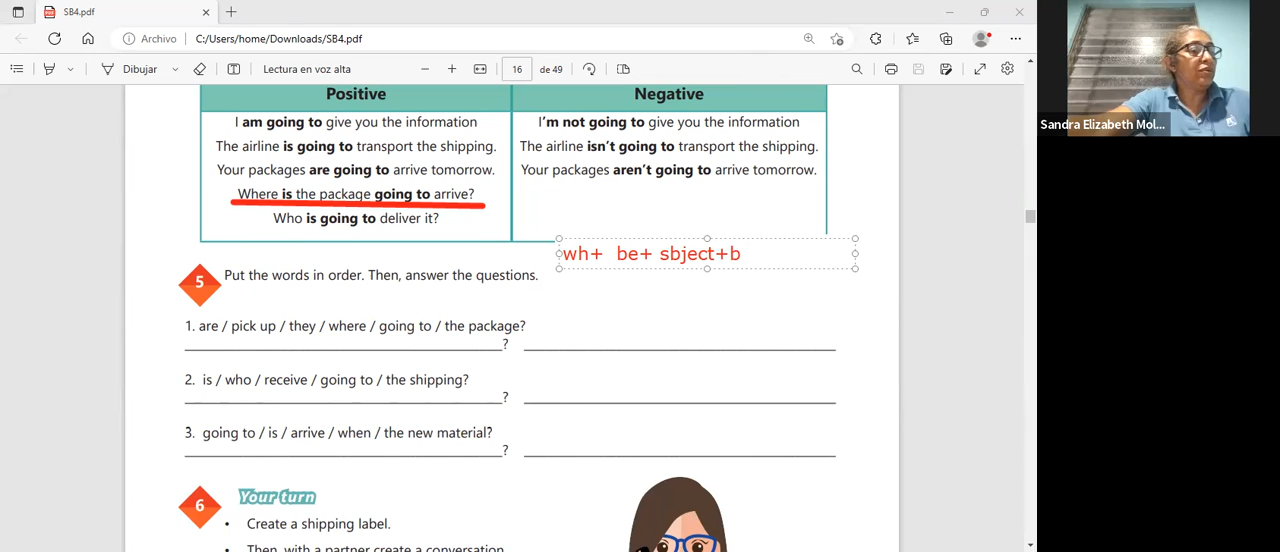 SB4.pdf
Archivo C:/Users/home/Downloads/SB4.pdf
Dibujar Lectura en voz alta 16 de 49
Sandra Elizabeth Mol...
Positive Negative
I am going to give you the information I'm not going to give you the information
The airline is going to transport the shipping. The airline isn't going to transport the shipping.
Your packages are going to arrive tomorrow. Your packages aren't going to arrive tomorrow.
Where is the package going to arrive?
Who is going to deliver it?
wh+ be+ sbject+b
5 Put the words in order. Then, answer the questions.
1. are / pick up / they / where / going to / the package?
?
2. is / who / receive / going to / the shipping?
?
3. going to / is / arrive / when / the new material?
?
6 Your turn
• Create a shipping label.
• Then, with a partner create a conversation